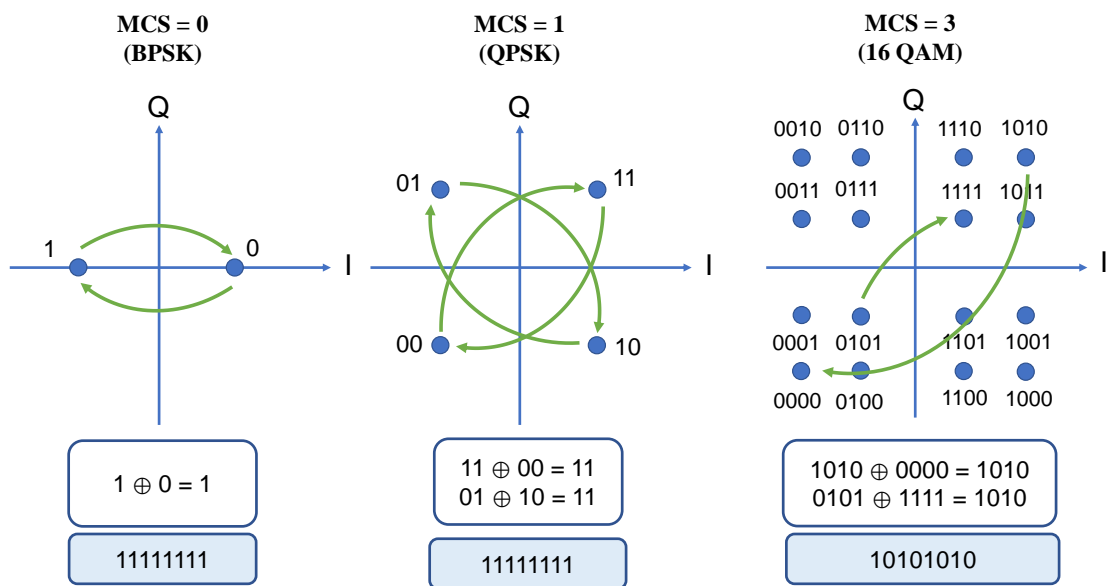 MCS = 0
(BPSK)
Q
1
0
I
1 ⊕ 0 = 1
11111111
MCS = 1
(QPSK)
Q
01
11
I
00
10
11 ⊕ 00 = 11
01 ⊕ 10 = 11
11111111
MCS = 3
(16 QAM)
Q
0010 0110 1110 1010
0011 0111 1111 1011
I
0001 0101 1101 1001
0000 0100 1100 1000
1010 ⊕ 0000 = 1010
0101 ⊕ 1111 = 1010
10101010